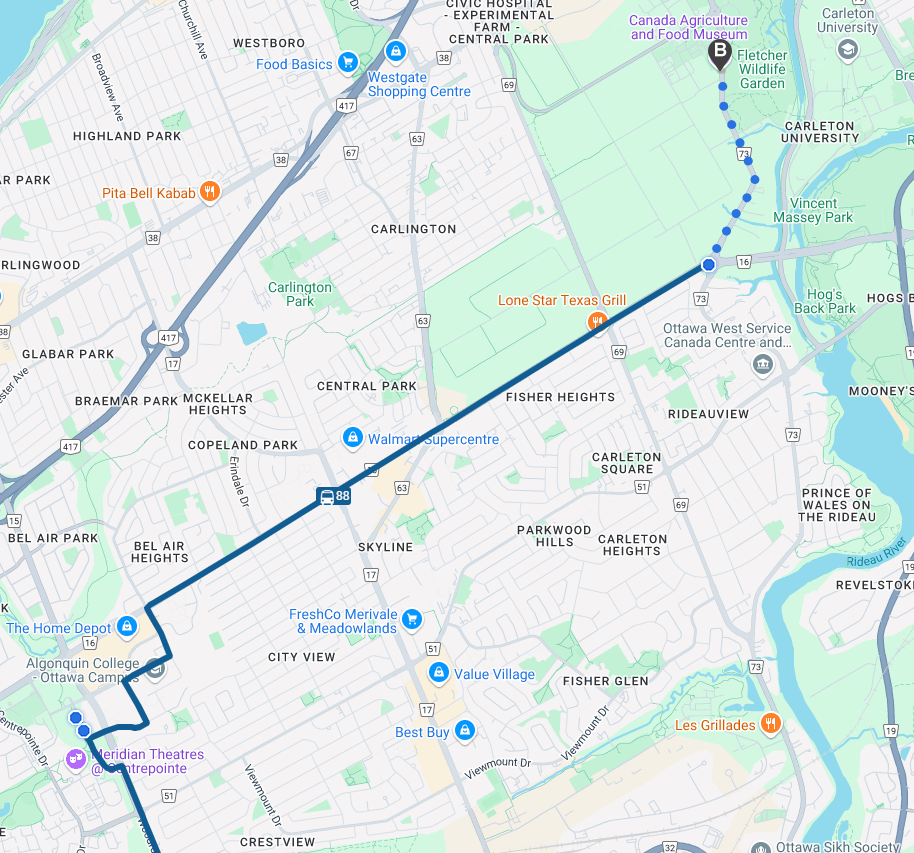 CIVIC HOSPITAL
- EXPERIMENTAL
FARM -
CENTRAL PARK
Canada Agriculture
and Food Museum
Carleton
University
Churchill Ave
WESTBORO
Food Basics
Westgate
Shopping Centre
38
B
Fletcher
Wildlife
Garden
Broadview Ave
69
417
HIGHLAND PARK
63
CARLETON
UNIVERSITY
38
67
73
AR PARK
Pita Bell Kabab
Vincent
Massey Park
38
CARLINGTON
RLINGWOOD
16
Carlington
Park
Lone Star Texas Grill
73
Hog's
Back Park
HOGS B
38
417
63
Ottawa West Service
Canada Centre and...
GLABAR PARK
17
69
CENTRAL PARK
MOONEY'S
BRAEMAR PARK
MCKELLAR
HEIGHTS
FISHER HEIGHTS
RIDEAUVIEW
417
COPELAND PARK
Walmart Supercentre
73
Erindale Dr
CARLETON
SQUARE
63
51
88
PRINCE OF
WALES ON
THE RIDEAU
69
15
BEL AIR PARK
BEL AIR
HEIGHTS
SKYLINE
PARKWOOD
HILLS
CARLETON
HEIGHTS
Rideau River
17
19
REVELSTOK
K
The Home Depot
FreshCo Merivale
& Meadowlands
16
51
Algonquin College
- Ottawa Campus
CITY VIEW
73
Value Village
FISHER GLEN
17
Centrepointe Dr
Best Buy
Viewmount Dr
Les Grillades
19
Meridian Theatres
@ Centrepointe
Viewmount Dr
Viewmount Dr
51
CRESTVIEW
32
Ottawa Sikh Society